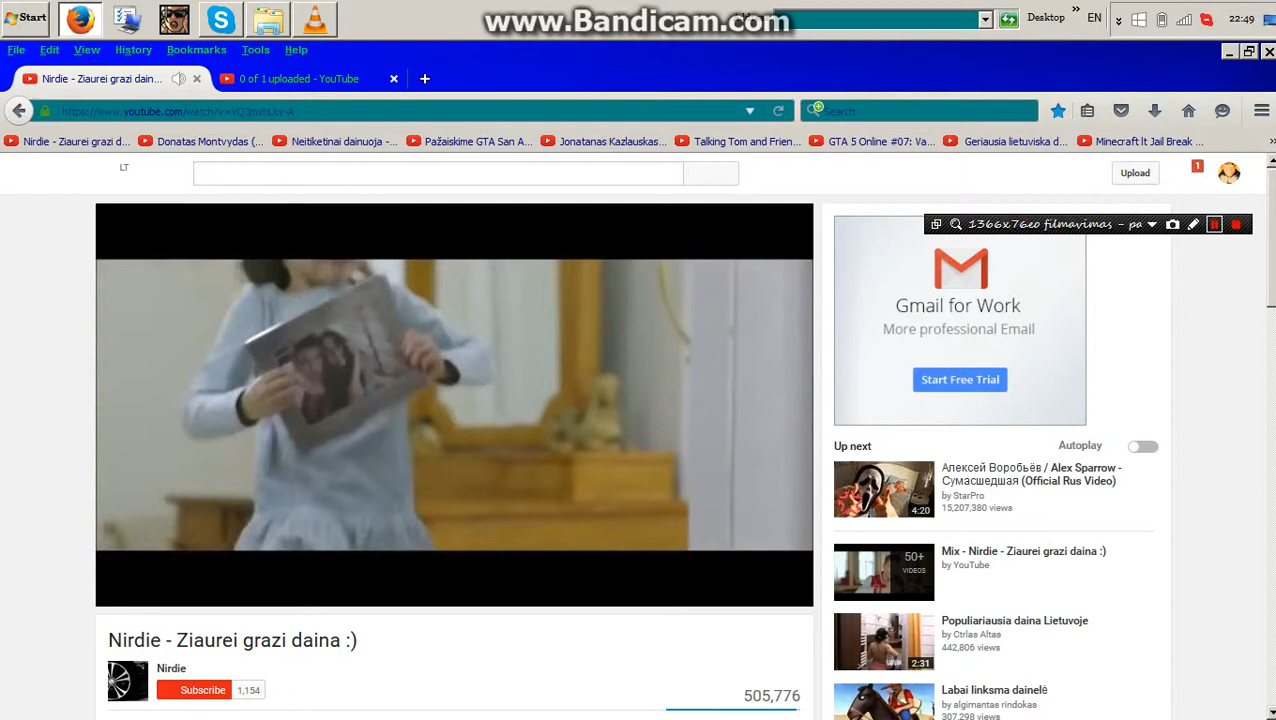 Start
www.Bandicam.com
Desktop
EN
22:49
File Edit View History Bookmarks Tools Help
Nirdie - Ziaurei grazi dain...
0 of 1 uploaded - YouTube
Search
Nirdie - Ziaurei grazi d...
Donatas Montvydas (...
Neitiketinai dainuoja -...
Pažaiskime GTA San A...
Jonatanas Kazlauskas...
Talking Tom and Frien...
GTA 5 Online #07: Va...
Geriausia lietuviska d...
Minecraft It Jail Break ...
LT
Upload
1
1366x76eo filmavimas - pa
Gmail for Work
More professional Email
Start Free Trial
Up next
Autoplay
Алексей Воробьёв / Alex Sparrow -
Сумасшедшая (Official Rus Video)
by StarPro
15,207,380 views
4:20
50+
VIDEOS
Mix - Nirdie - Ziaurei grazi daina :)
by YouTube
Populiariausia daina Lietuvoje
by Ctrlas Altas
442,806 views
2:31
Labai linksma dainelė
by algimantas rindokas
307,298 views
Nirdie - Ziaurei grazi daina :)
Nirdie
Subscribe
1,154
505,776